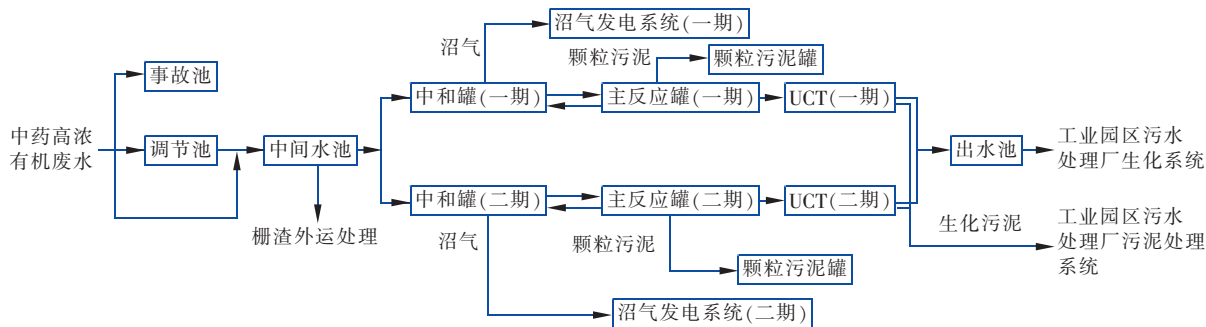 沼气发电系统(一期)
沼气
颗粒污泥
颗粒污泥罐
事故池
中和罐(一期)
主反应罐(一期)
UCT(一期)
中药高浓
有机废水
调节池
中间水池
出水池
工业园区污水
处理厂生化系统
中和罐(二期)
主反应罐(二期)
UCT(二期)
栅渣外运处理
沼气
颗粒污泥
生化污泥
工业园区污水
处理厂污泥处理
系统
颗粒污泥罐
沼气发电系统(二期)